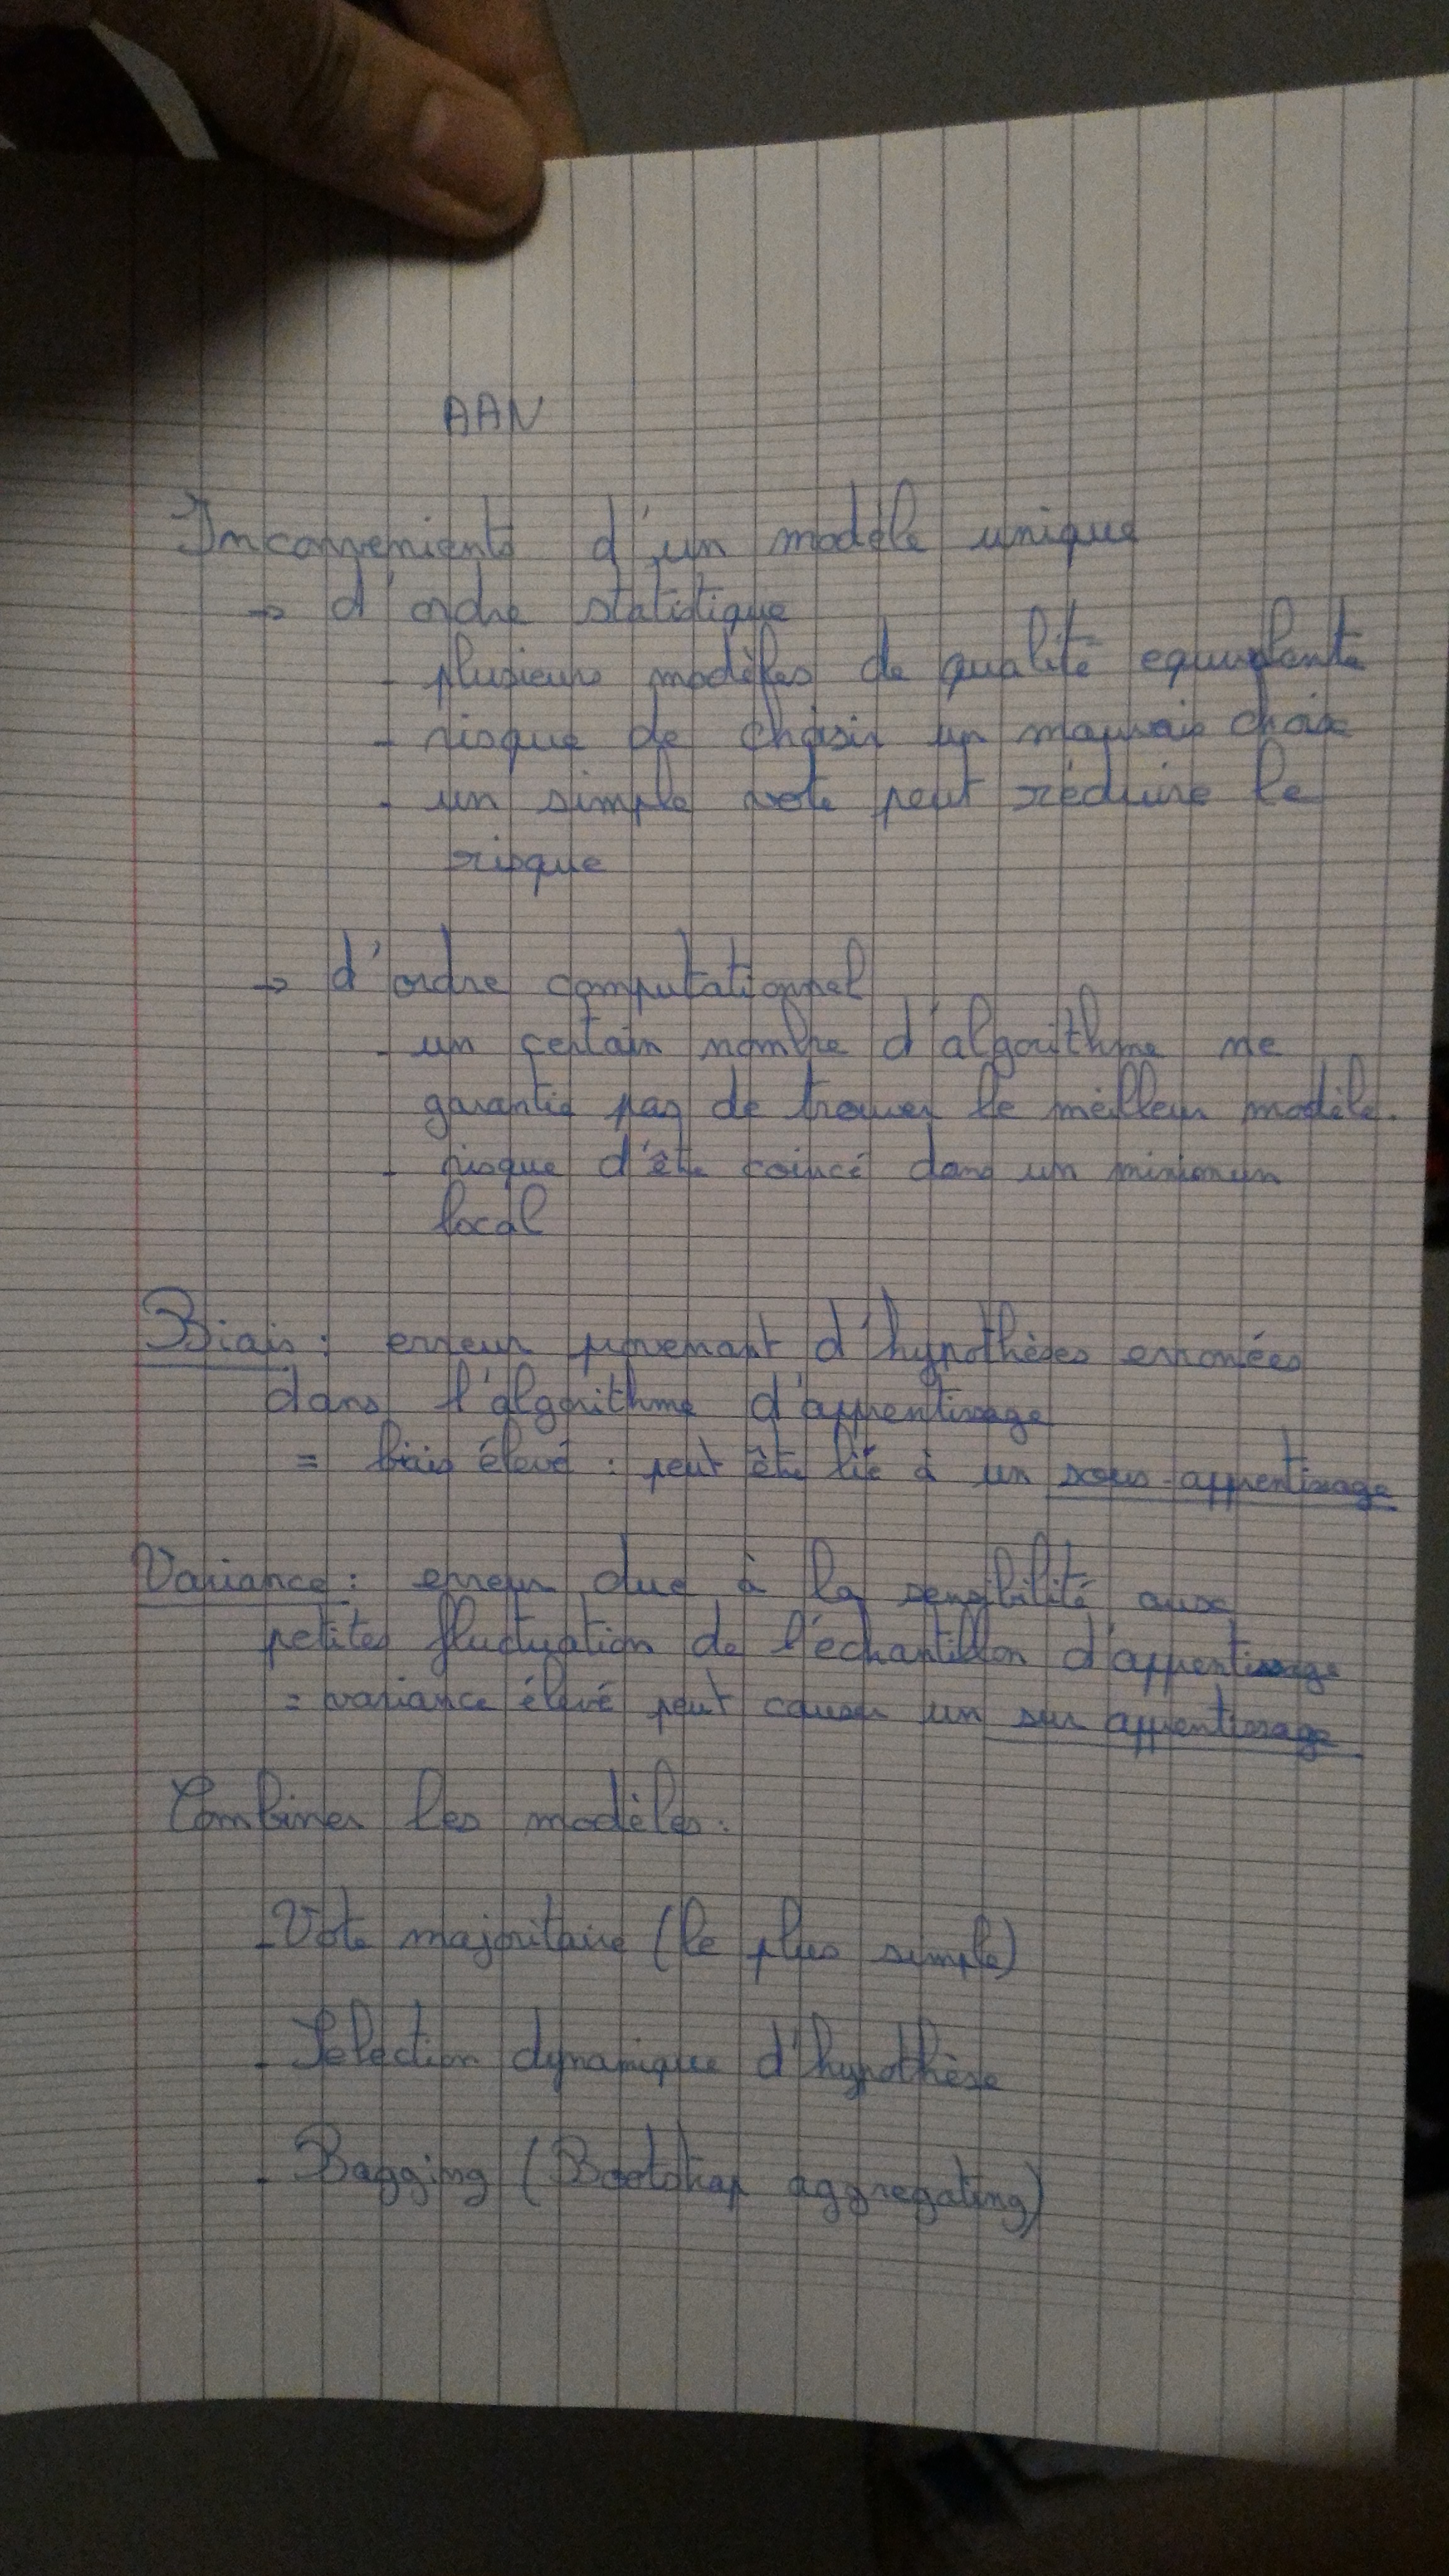 AAN
Inconvenients d'un modèle unique
→ d'ordre statistique
- plusieurs modèles de qualité equivalente
- risque de choisir un mauvais choix
- un simple vote peut réduire le
risque
→ d'ordre computationnel
- un certain nombre d'algorithme ne
garantie pas de trouver le meilleur modèle.
- risque d'être coincé dans un minimum
local
Biais : erreur provenant d'hypothèses erronées
dans l'algorithme d'apprentissage
= biais élevé : peut être lié à un sous-apprentissage
Variance : erreur due à la sensibilité aux
petites fluctuation de l'échantillon d'apprentissage
= variance élevé peut causer un sur apprentissage
Combiner les modèles :
- Vote majoritaire (le plus simple)
- Sélection dynamique d'hypothèse
- Bagging (Bootstrap aggregating)